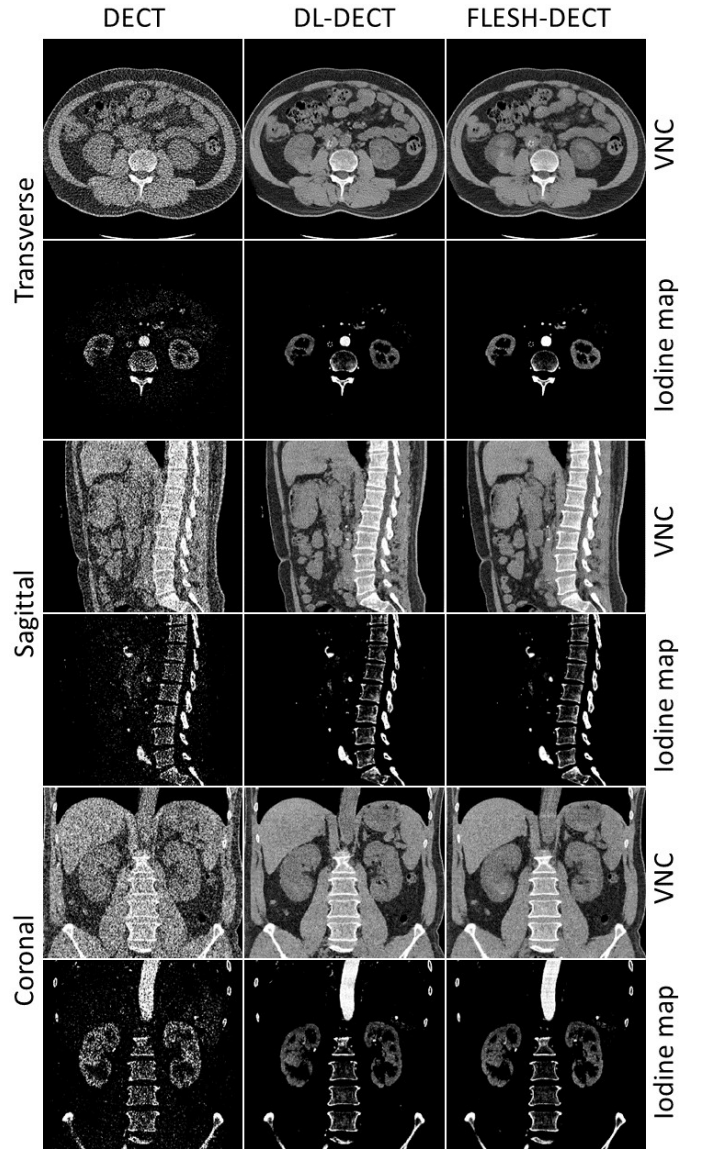 DECT
DL-DECT
FLESH-DECT
Transverse
VNC
Iodine map
Sagittal
VNC
Iodine map
Coronal
VNC
Iodine map